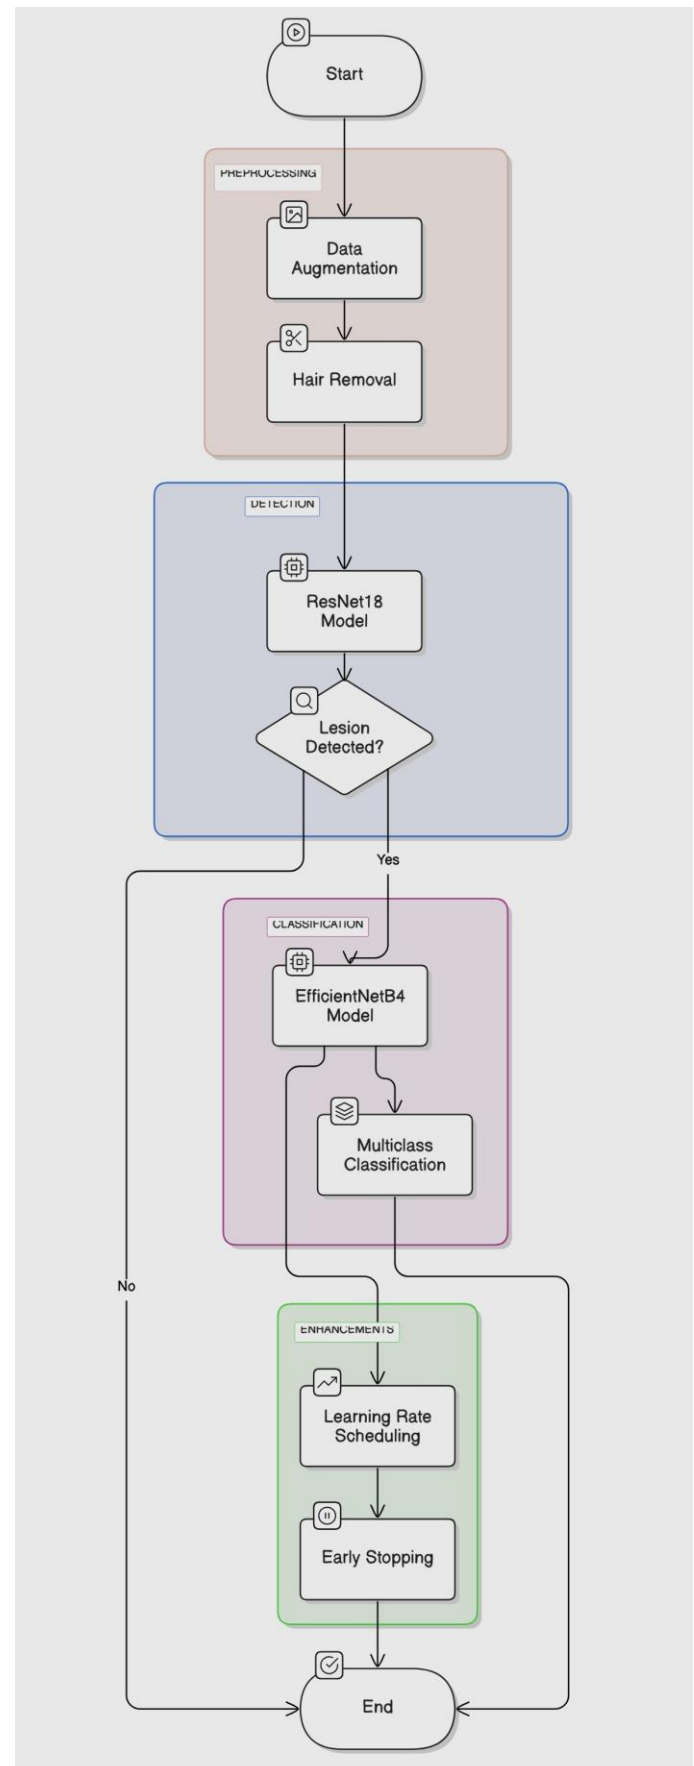 Start
PREPROCESSING
Data
Augmentation
Hair Removal
DETECTION
ResNet18
Model
Lesion
Detected?
Yes
CLASSIFICATION
EfficientNetB4
Model
Multiclass
Classification
No
ENHANCEMENTS
Learning Rate
Scheduling
Early Stopping
End